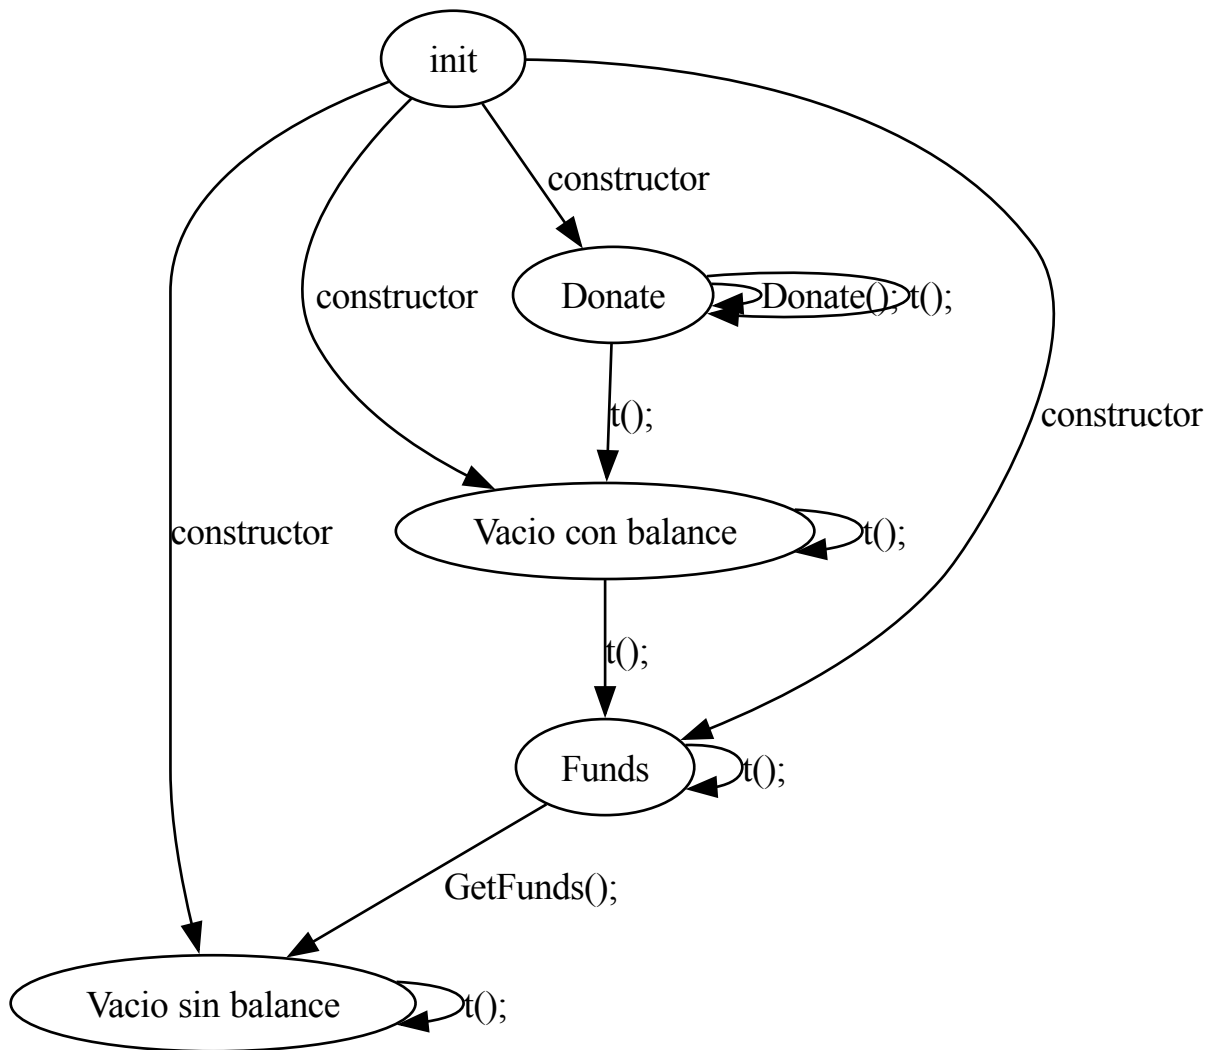 init
constructor
constructor
Donate
Donate();
t();
constructor
t();
constructor
Vacio con balance
t();
t();
Funds
t();
GetFunds();
Vacio sin balance
t();